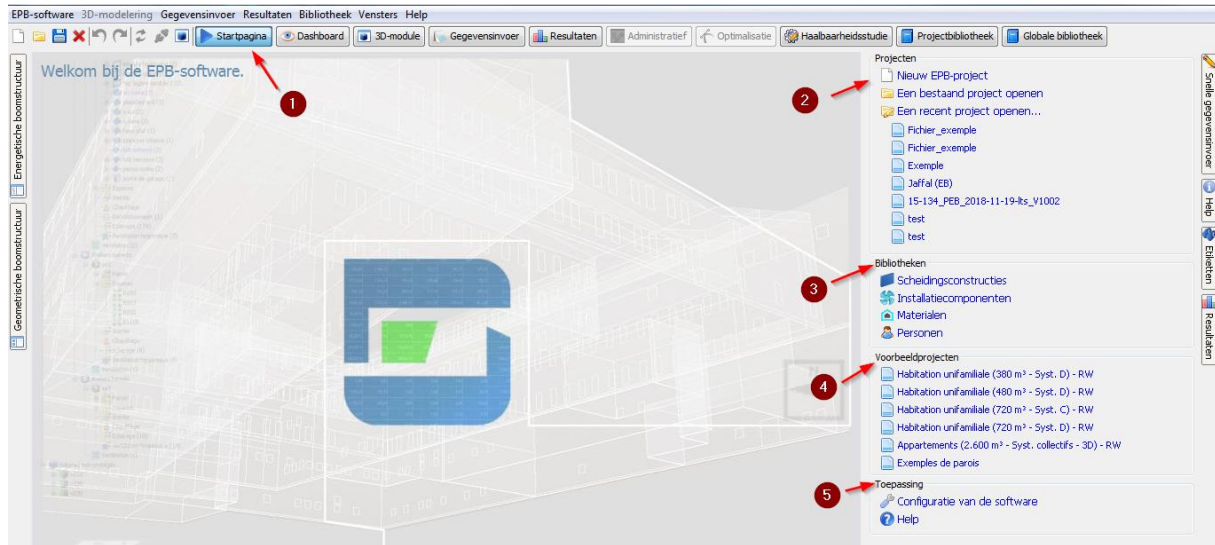 EPB-software 3D-modelering Gegevensinvoer Resultaten Bibliotheek Vensters Help
Startpagina Dashboard 3D-module Gegevensinvoer Resultaten Administratief Optimalisatie Haalbaarheidsstudie Projectbibliotheek Globale bibliotheek
Welkom bij de EPB-software.
Energetische boomstructuur
Geometrische boomstructuur
1
2
3
4
5
Projecten
Nieuw EPB-project
Een bestaand project openen
Een recent project openen...
Fichier_exemple
Fichier_exemple
Exemple
Jaffal (EB)
15-134_PEB_2018-11-19-lts_V1002
test
test
Bibliotheken
Scheidingsconstructies
Installatiecomponenten
Materialen
Personen
Voorbeeldprojecten
Habitation unifamiliale (380 m³ - Syst. D) - RW
Habitation unifamiliale (480 m³ - Syst. D) - RW
Habitation unifamiliale (720 m³ - Syst. C) - RW
Habitation unifamiliale (720 m³ - Syst. D) - RW
Appartements (2.600 m³ - Syst. collectifs - 3D) - RW
Exemples de parois
Toepassing
Configuratie van de software
Help
Snelle gegevensinvoer
Help
Etiketten
Resultaten